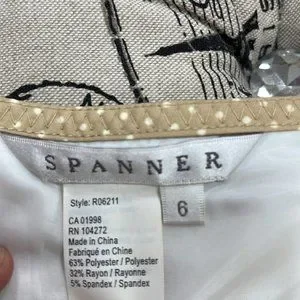 SPANNER
6
Style: R06211
CA 01998
RN 104272
Made in China
Fabriqué en Chine
63% Polyester / Polyester
32% Rayon / Rayonne
5% Spandex / Spandex